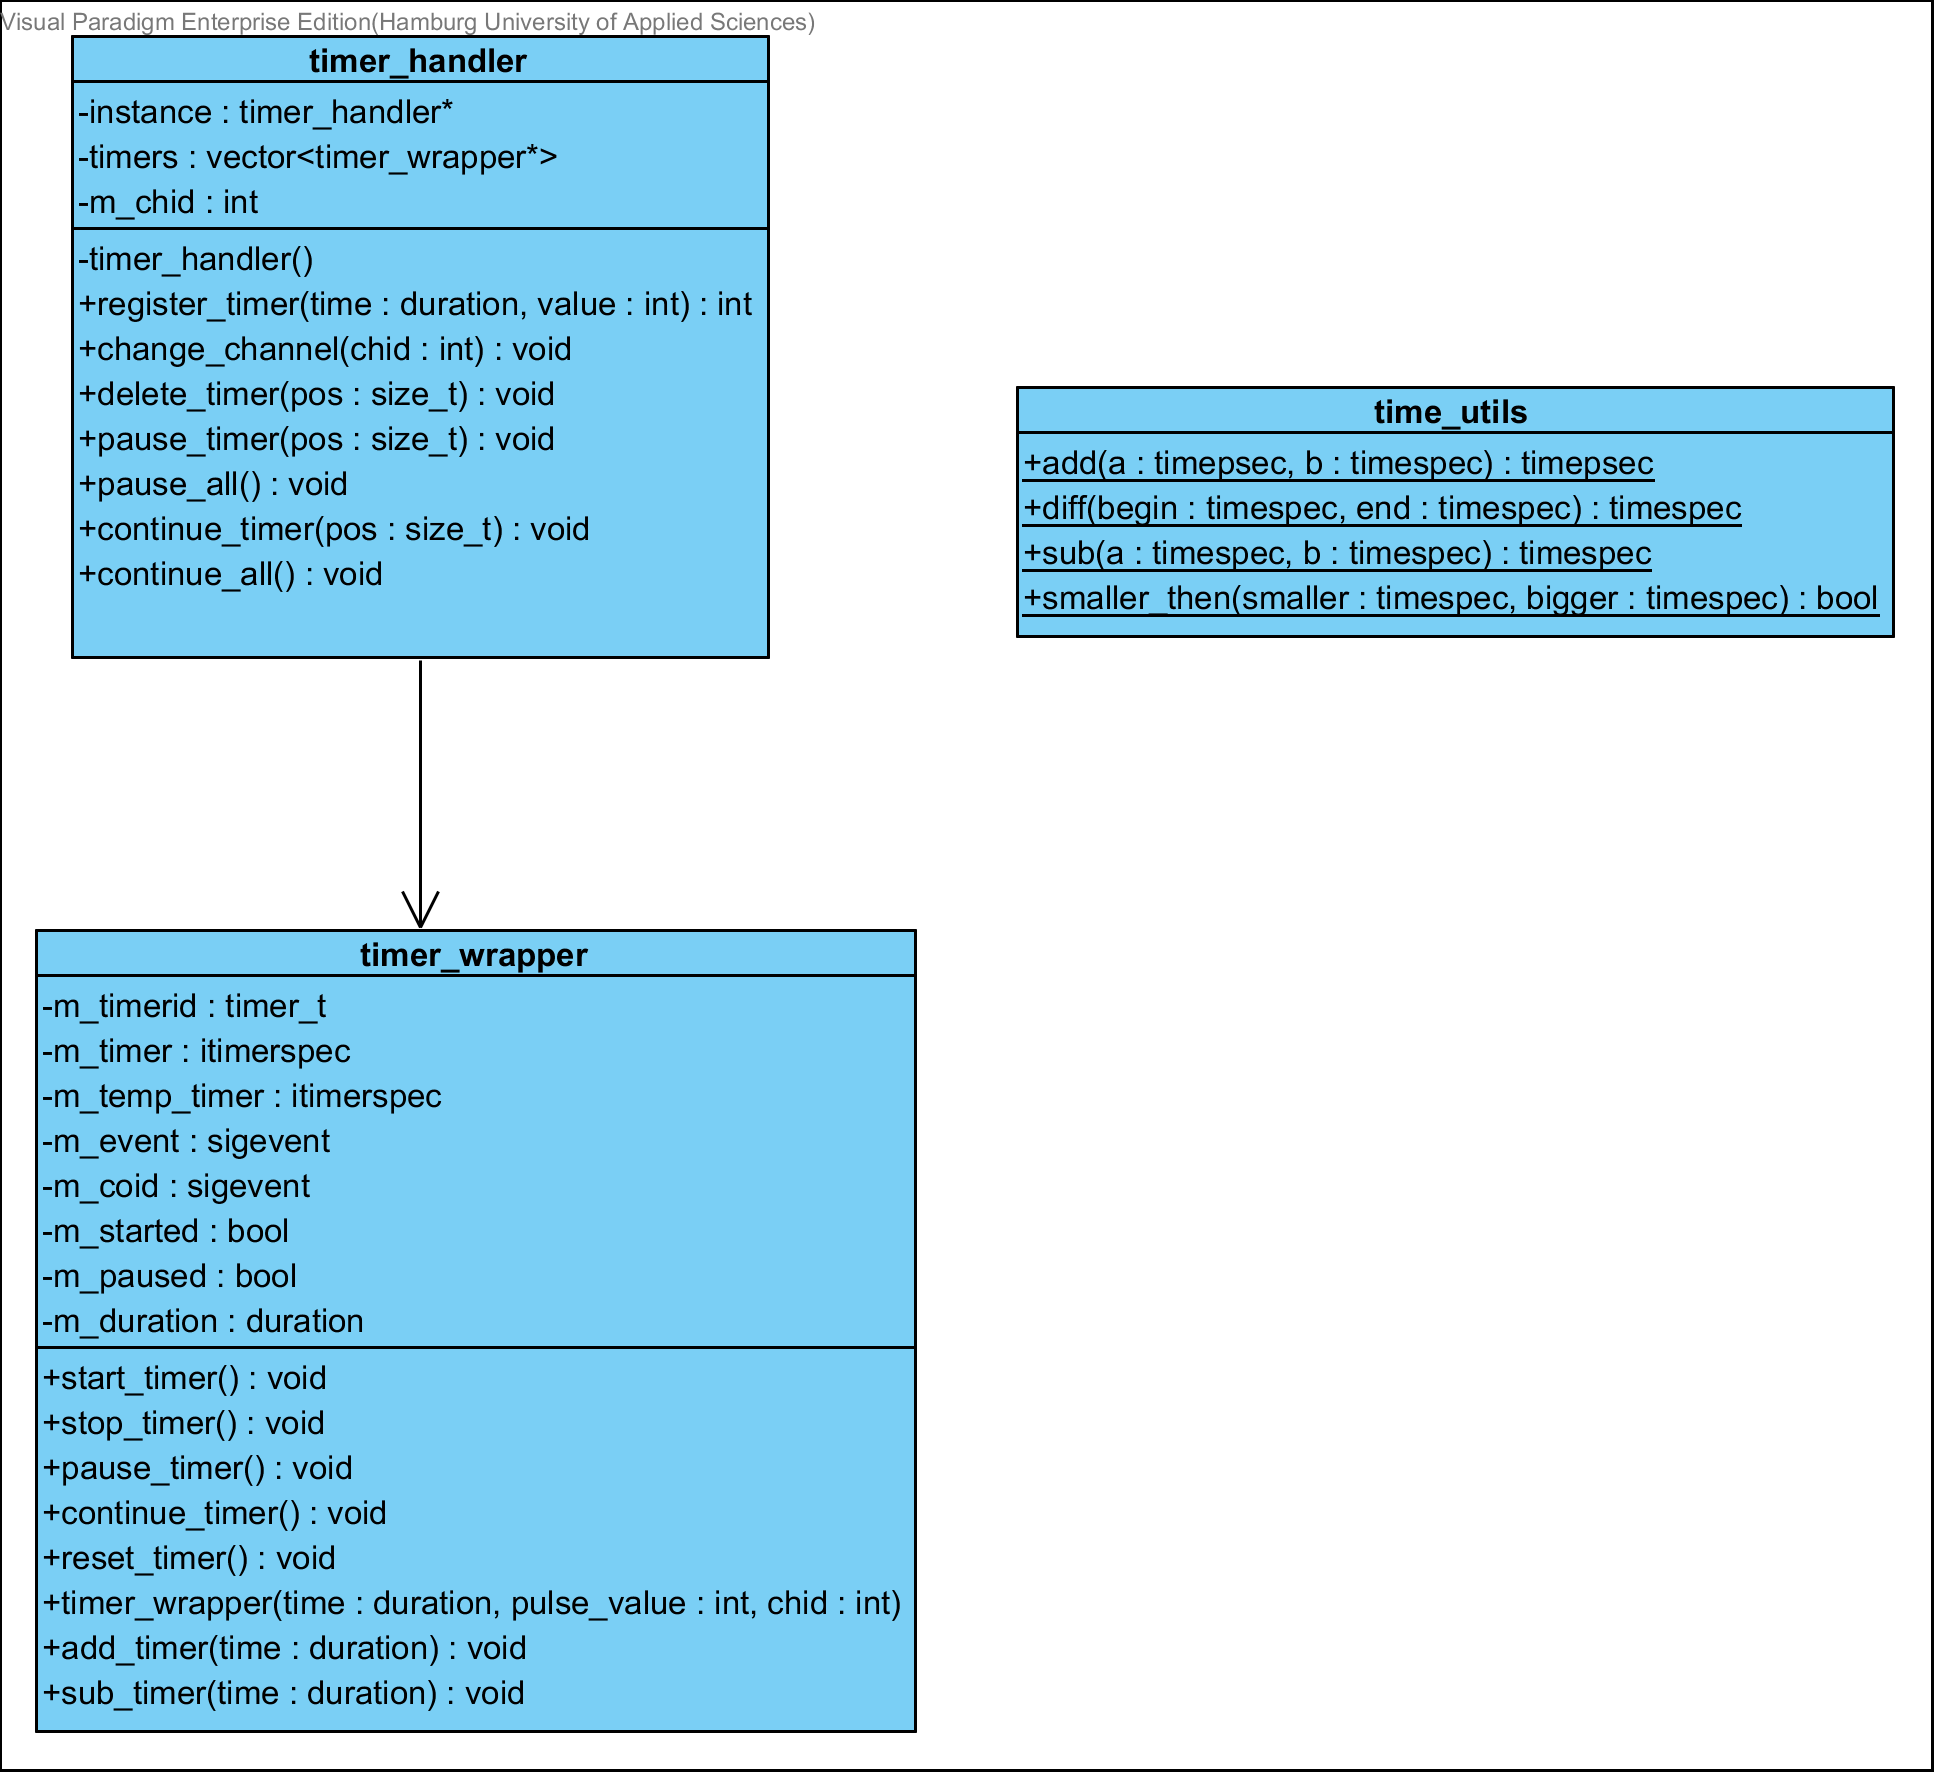 Visual Paradigm Enterprise Edition(Hamburg University of Applied Sciences)
timer_handler
-instance : timer_handler*
-timers : vector<timer_wrapper*>
-m_chid : int
-timer_handler()
+register_timer(time : duration, value : int) : int
+change_channel(chid : int) : void
+delete_timer(pos : size_t) : void
+pause_timer(pos : size_t) : void
+pause_all() : void
+continue_timer(pos : size_t) : void
+continue_all() : void
time_utils
+add(a : timepsec, b : timespec) : timepsec
+diff(begin : timespec, end : timespec) : timespec
+sub(a : timespec, b : timespec) : timespec
+smaller_then(smaller : timespec, bigger : timespec) : bool
timer_wrapper
-m_timerid : timer_t
-m_timer : itimerspec
-m_temp_timer : itimerspec
-m_event : sigevent
-m_coid : sigevent
-m_started : bool
-m_paused : bool
-m_duration : duration
+start_timer() : void
+stop_timer() : void
+pause_timer() : void
+continue_timer() : void
+reset_timer() : void
+timer_wrapper(time : duration, pulse_value : int, chid : int)
+add_timer(time : duration) : void
+sub_timer(time : duration) : void